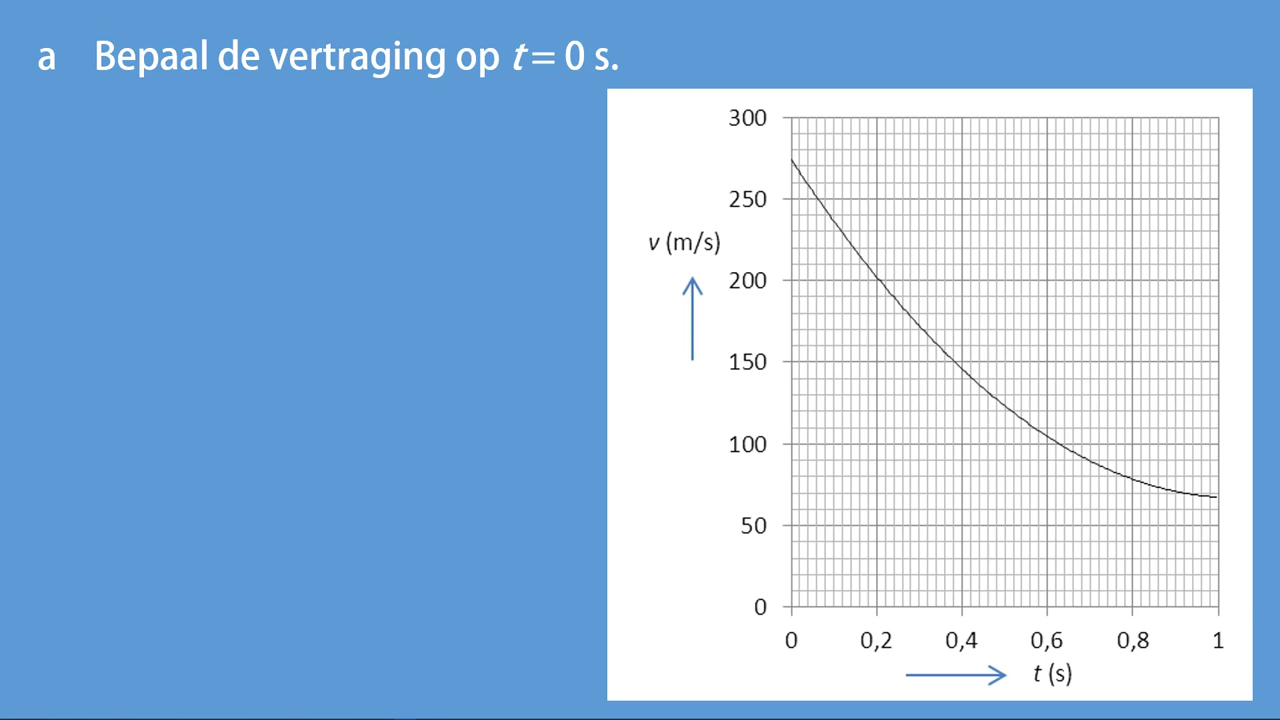 a Bepaal de vertraging op t = 0 s.
300
250
v (m/s)
200
150
100
50
0
0 0,2 0,4 0,6 0,8 1
t (s)